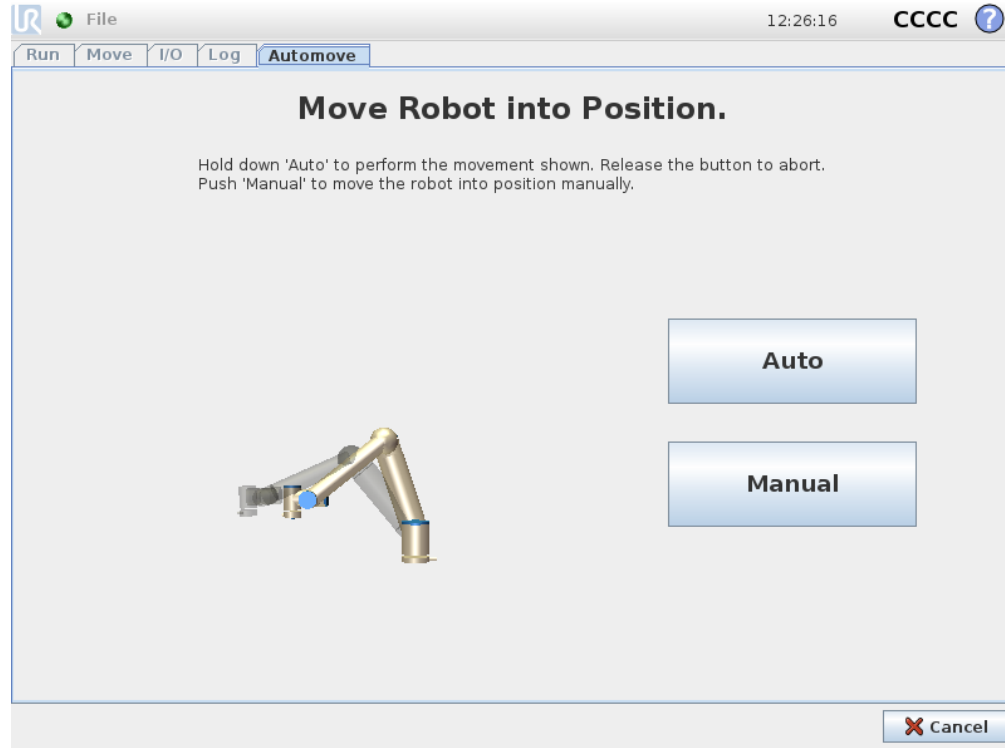 UR File 12:26:16 CCCC ?
Run Move I/O Log Automove
Move Robot into Position.
Hold down 'Auto' to perform the movement shown. Release the button to abort.
Push 'Manual' to move the robot into position manually.
Auto
Manual
Cancel